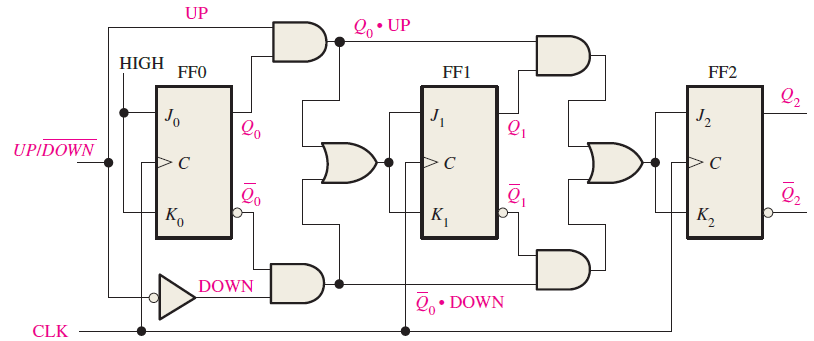 UP
Q₀ • UP
HIGH
FF0
FF1
FF2
J₀
J₁
J₂
Q₀
Q₁
Q₂
UP/D̅O̅W̅N̅
C
C
C
Q̅₀
Q̅₁
Q̅₂
K₀
K₁
K₂
DOWN
Q̅₀ • DOWN
CLK